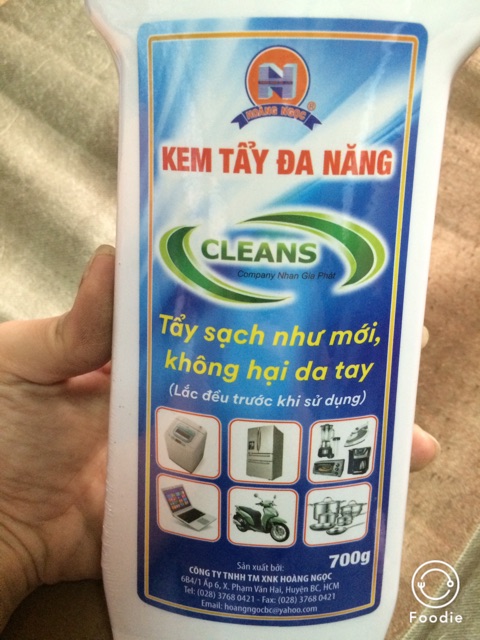 N
HOÀNG NGỌC ®
KEM TẨY ĐA NĂNG
CLEANS
Company Nhan Gia Phát
Tẩy sạch như mới,
không hại da tay
(Lắc đều trước khi sử dụng)
Sản xuất bởi:
CÔNG TY TNHH TM XNK HOÀNG NGỌC
6B4/1 Ấp 6, X. Phạm Văn Hai, Huyện BC, HCM
Tel: (028) 3768 0421 - Fax: (028) 3768 0421
Email: hoangngocbc@yahoo.com
700g
Foodie